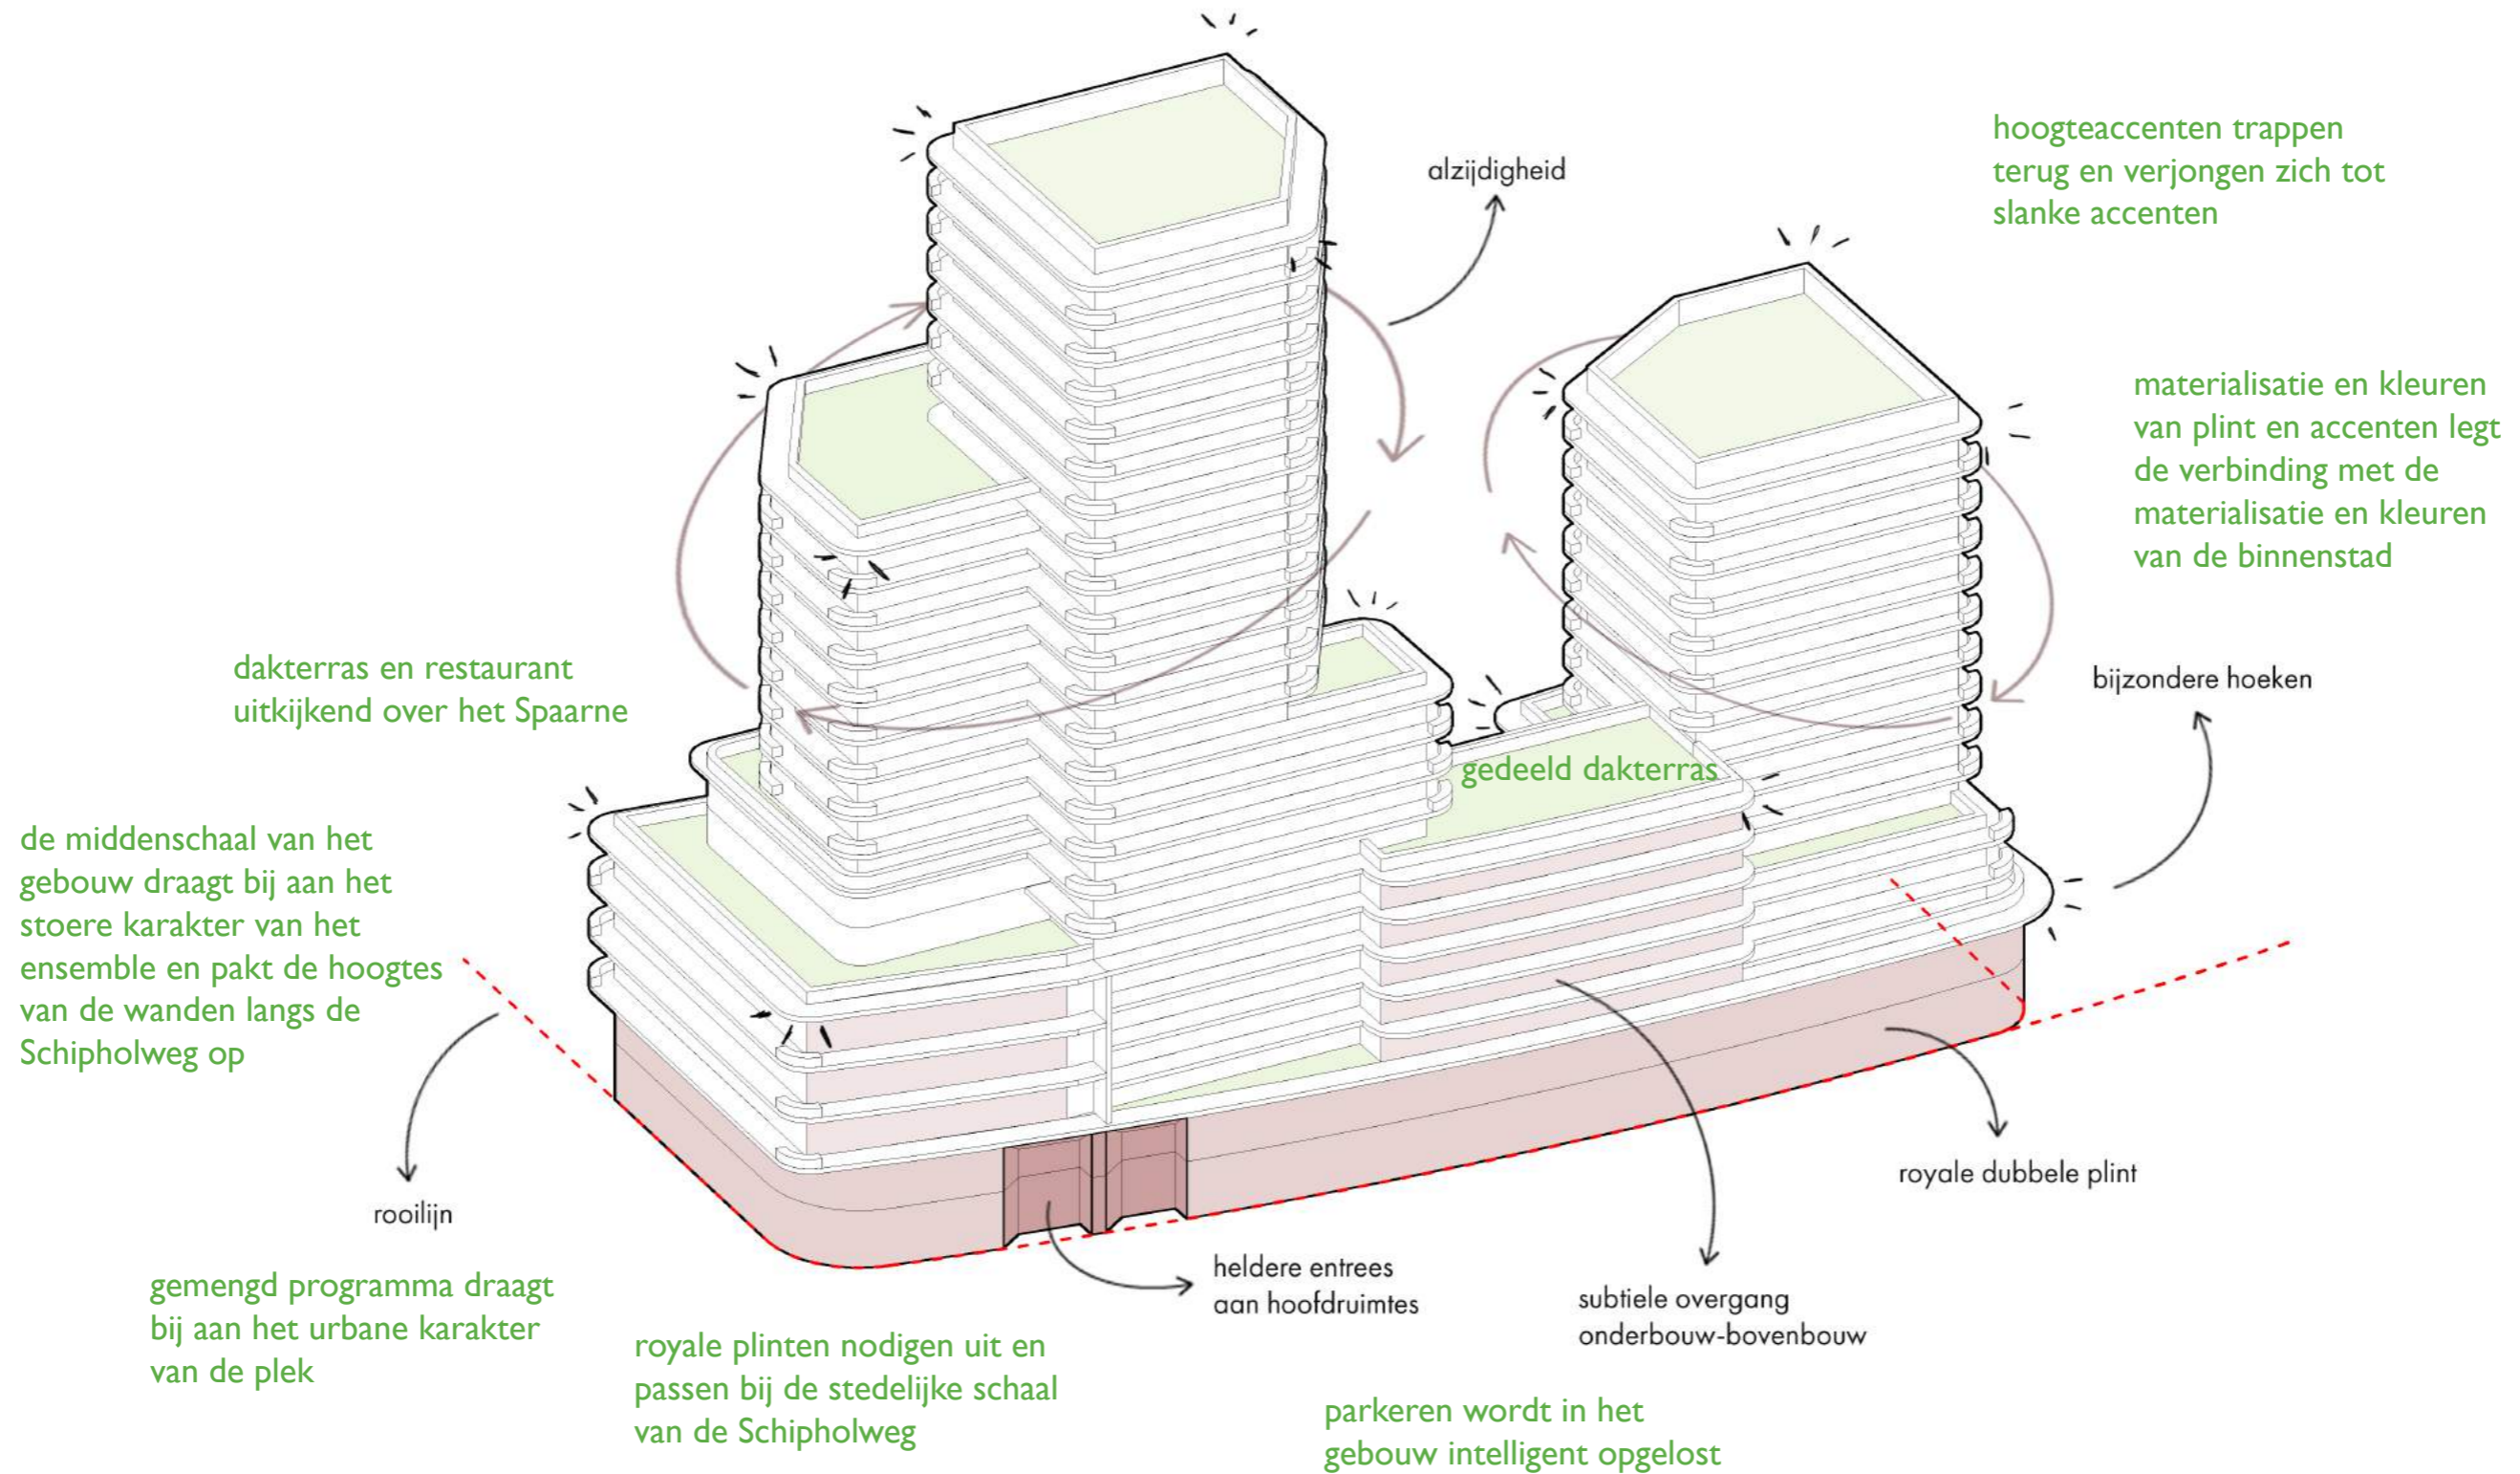 alzijdigheid
hoogteaccenten trappen
terug en verjongen zich tot
slanke accenten
materialisatie en kleuren
van plint en accenten legt
de verbinding met de
materialisatie en kleuren
van de binnenstad
dakterras en restaurant
uitkijkend over het Spaarne
bijzondere hoeken
gedeeld dakterras
de middenschaal van het
gebouw draagt bij aan het
stoere karakter van het
ensemble en pakt de hoogtes
van de wanden langs de
Schipholweg op
royale dubbele plint
rooilijn
heldere entrees
aan hoofdruimtes
subtiele overgang
onderbouw-bovenbouw
gemengd programma draagt
bij aan het urbane karakter
van de plek
royale plinten nodigen uit en
passen bij de stedelijke schaal
van de Schipholweg
parkeren wordt in het
gebouw intelligent opgelost